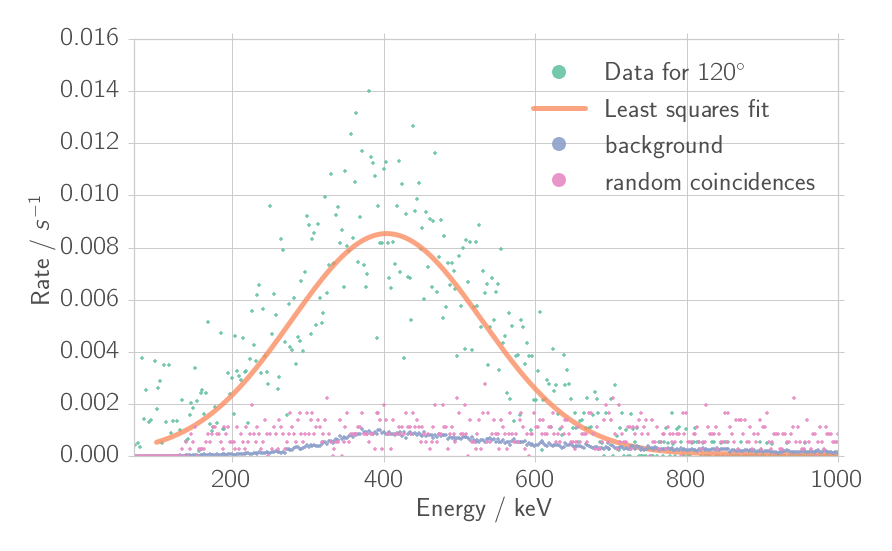 0.016
0.014
0.012
0.010
0.008
0.006
0.004
0.002
0.000
Rate / s⁻¹
Data for 120°
Least squares fit
background
random coincidences
200 400 600 800 1000
Energy / keV